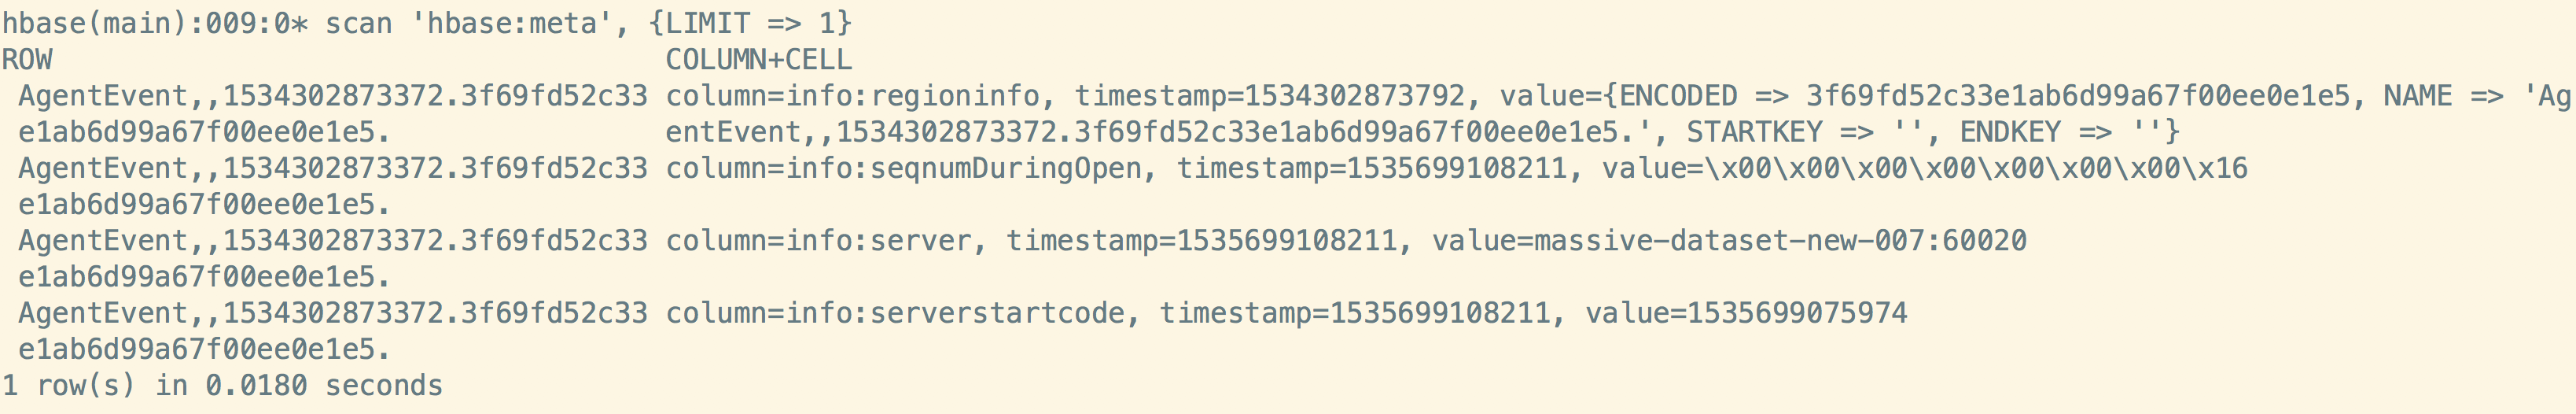 hbase(main):009:0* scan 'hbase:meta', {LIMIT => 1}
ROW                                    COLUMN+CELL
 AgentEvent,,1534302873372.3f69fd52c33 column=info:regioninfo, timestamp=1534302873792, value={ENCODED => 3f69fd52c33e1ab6d99a67f00ee0e1e5, NAME => 'Ag
 e1ab6d99a67f00ee0e1e5.                entEvent,,1534302873372.3f69fd52c33e1ab6d99a67f00ee0e1e5.', STARTKEY => '', ENDKEY => ''}
 AgentEvent,,1534302873372.3f69fd52c33 column=info:seqnumDuringOpen, timestamp=1535699108211, value=\x00\x00\x00\x00\x00\x00\x00\x16
 e1ab6d99a67f00ee0e1e5.
 AgentEvent,,1534302873372.3f69fd52c33 column=info:server, timestamp=1535699108211, value=massive-dataset-new-007:60020
 e1ab6d99a67f00ee0e1e5.
 AgentEvent,,1534302873372.3f69fd52c33 column=info:serverstartcode, timestamp=1535699108211, value=1535699075974
 e1ab6d99a67f00ee0e1e5.
1 row(s) in 0.0180 seconds